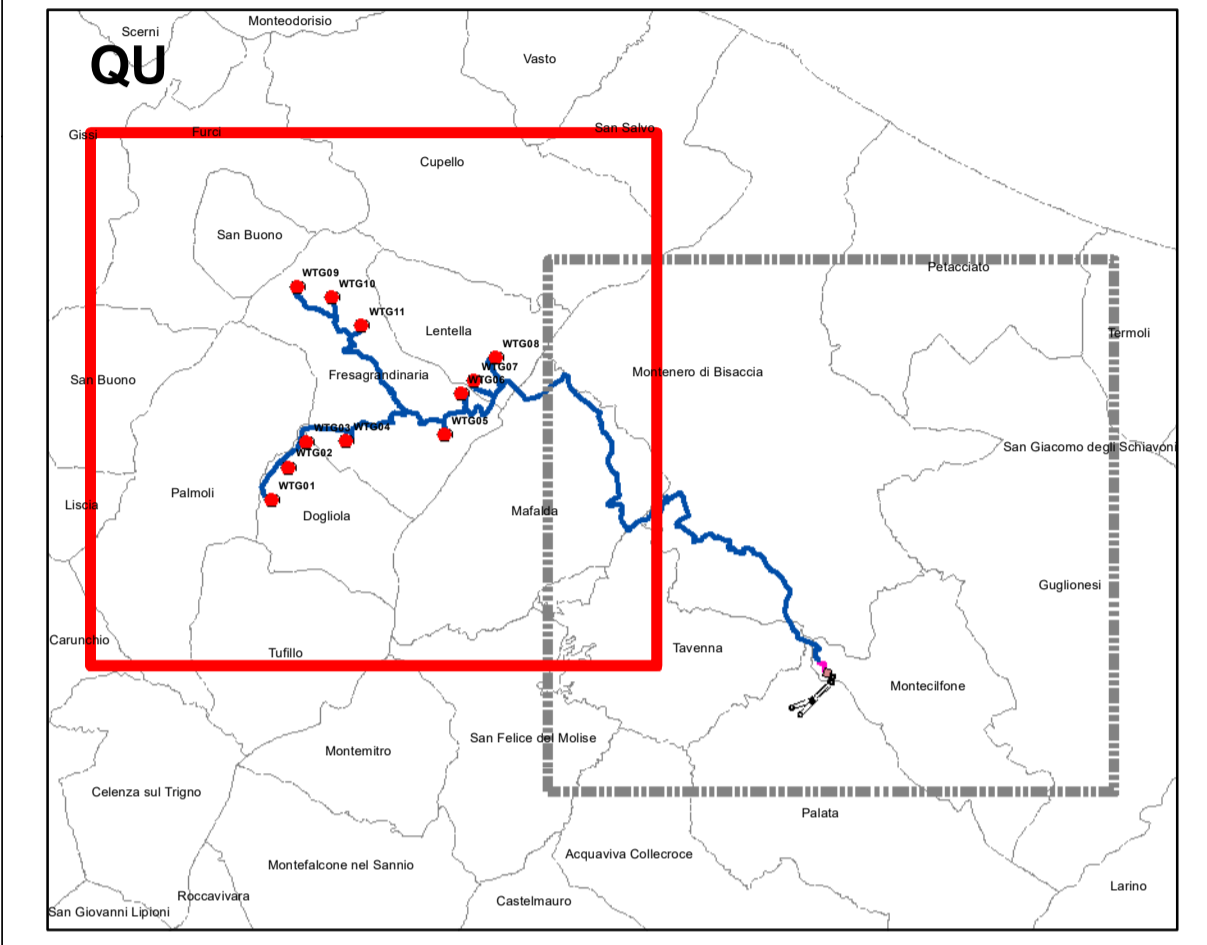 Monteodorisio
Scerni
QU
Vasto
Gissi
Furci
San Salvo
Cupello
San Buono
Petacciato
WTG09
WTG10
WTG11
Lentella
Termoli
WTG08
WTG07
San Buono
Fresagrandinaria
WTG06
Montenero di Bisaccia
WTG03
WTG04
WTG05
San Giacomo degli Schiavoni
WTG02
WTG01
Palmoli
Liscia
Dogliola
Mafalda
Guglionesi
Carunchio
Tufillo
Tavenna
Montecilfone
San Felice del Molise
Montemitro
Celenza sul Trigno
Palata
Acquaviva Collecroce
Montefalcone nel Sannio
Larino
Roccavivara
Castelmauro
San Giovanni Lipioni